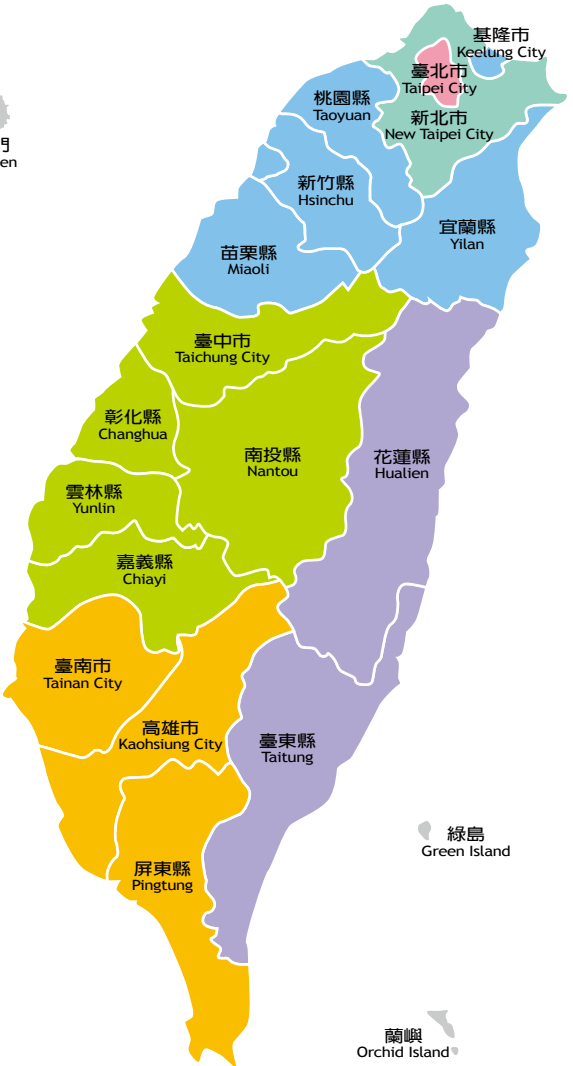 基隆市
Keelung City
臺北市
Taipei City
桃園縣
Taoyuan
新北市
New Taipei City
門
en
新竹縣
Hsinchu
宜蘭縣
Yilan
苗栗縣
Miaoli
臺中市
Taichung City
彰化縣
Changhua
南投縣
Nantou
花蓮縣
Hualien
雲林縣
Yunlin
嘉義縣
Chiayi
臺南市
Tainan City
高雄市
Kaohsiung City
臺東縣
Taitung
綠島
Green Island
屏東縣
Pingtung
蘭嶼
Orchid Island